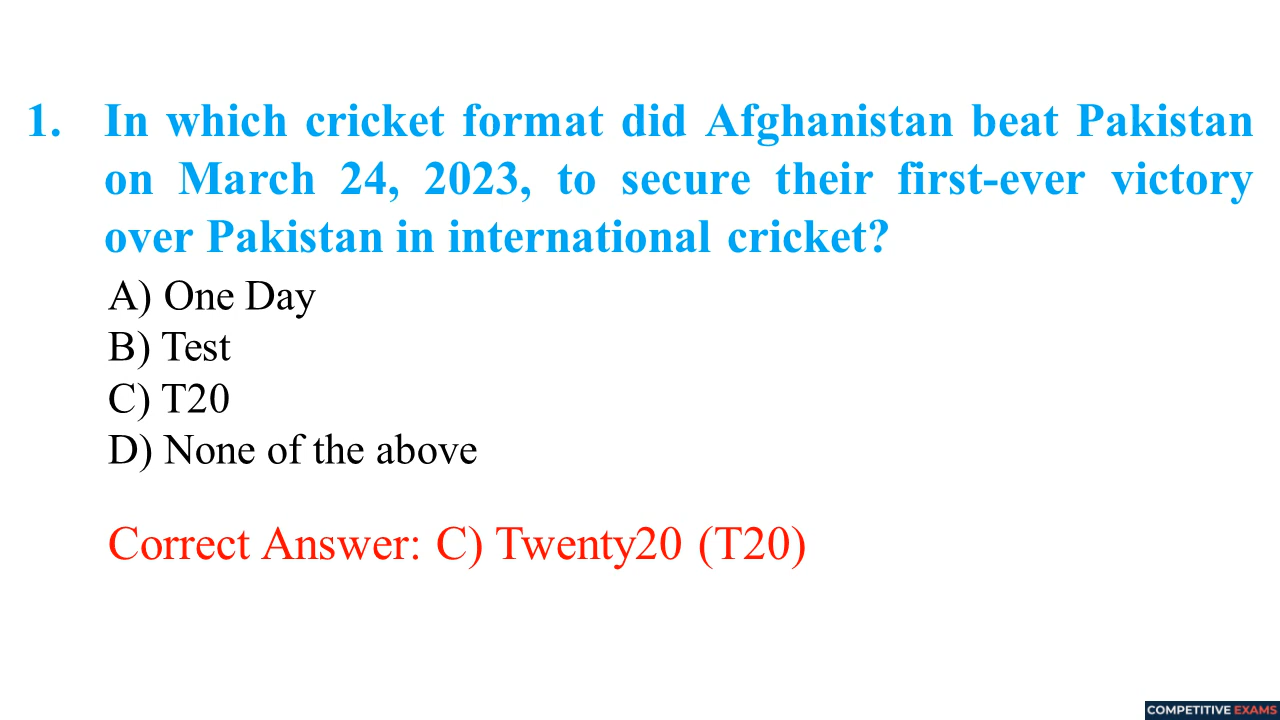 1. In which cricket format did Afghanistan beat Pakistan
on March 24, 2023, to secure their first-ever victory
over Pakistan in international cricket?
A) One Day
B) Test
C) T20
D) None of the above
Correct Answer: C) Twenty20 (T20)
COMPETITIVE EXAMS